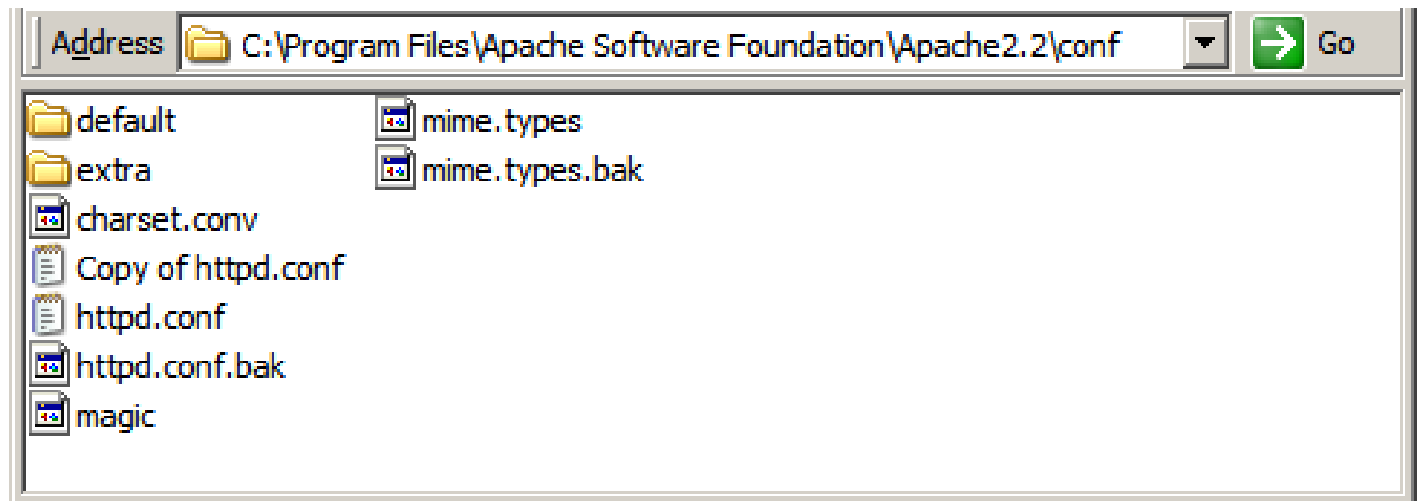 Address C:\Program Files\Apache Software Foundation\Apache2.2\conf Go
default
extra
charset.conv
Copy of httpd.conf
httpd.conf
httpd.conf.bak
magic
mime.types
mime.types.bak